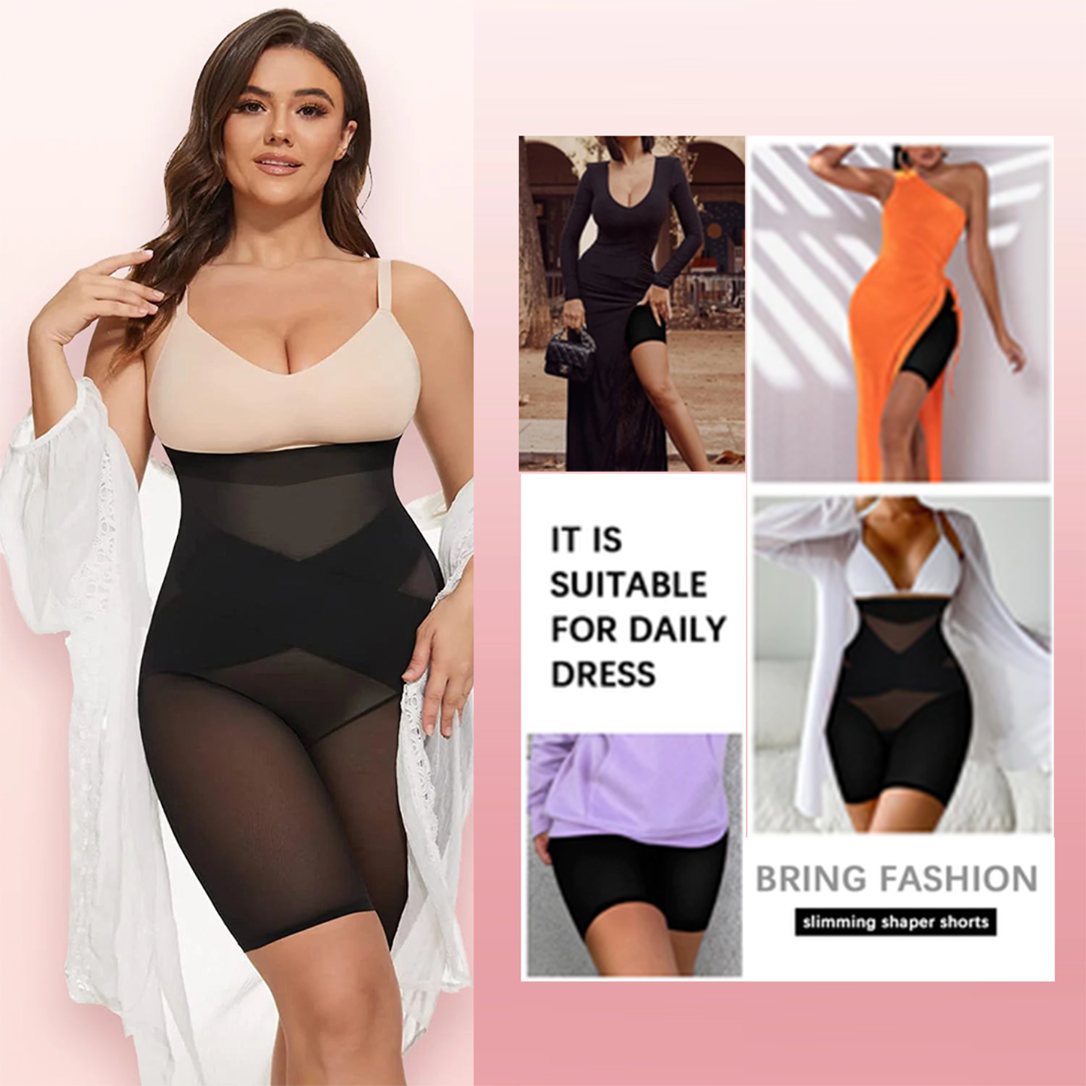 IT IS
SUITABLE
FOR DAILY
DRESS
BRING FASHION
slimming shaper shorts